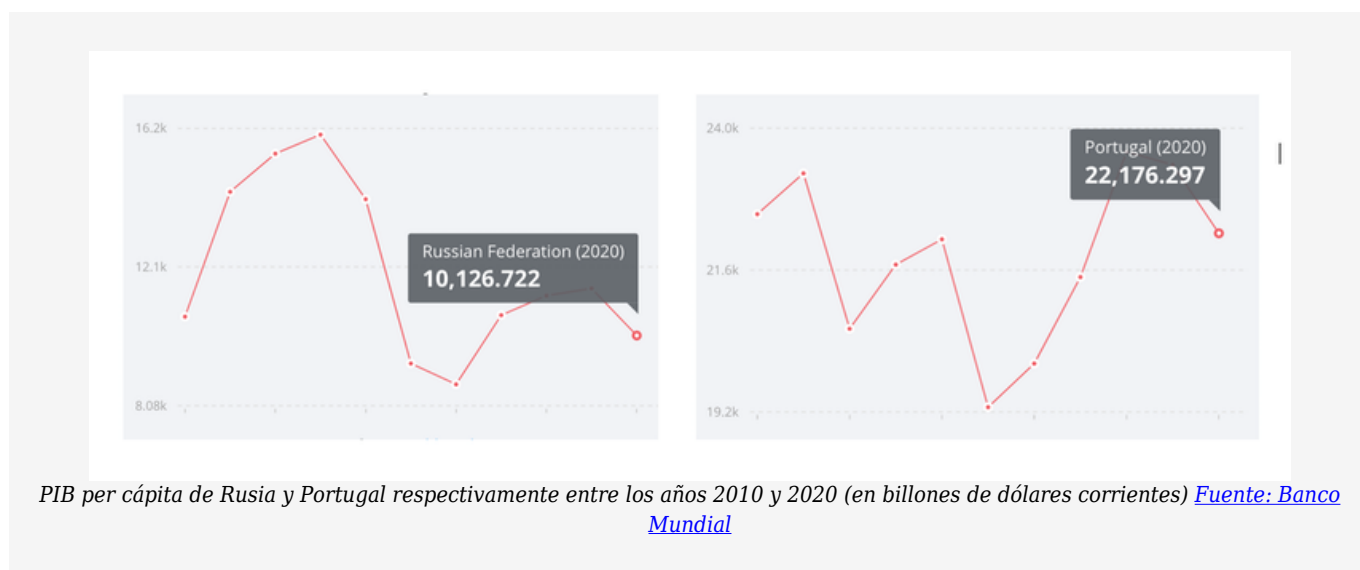 16.2k
12.1k
8.08k
Russian Federation (2020)
10,126.722
24.0k
21.6k
19.2k
Portugal (2020)
22,176.297
PIB per cápita de Rusia y Portugal respectivamente entre los años 2010 y 2020 (en billones de dólares corrientes) Fuente: Banco
Mundial